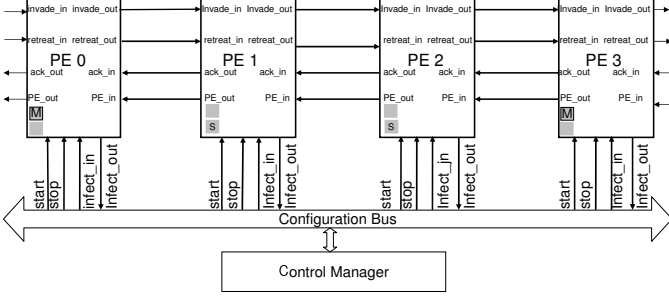 Invade_in Invade_out Invade_in Invade_out Invade_in Invade_out Invade_in Invade_out
retreat_in retreat_out retreat_in retreat_out retreat_in retreat_out retreat_in retreat_out
PE 0 PE 1 PE 2 PE 3
ack_out ack_in ack_out ack_in ack_out ack_in ack_out ack_in
PE_out PE_in PE_out PE_in PE_out PE_in PE_out PE_in
M M
s s
start stop infect_in Infect_out start stop Infect_in Infect_out start stop Infect_in Infect_out start stop Infect_in Infect_out
Configuration Bus
Control Manager